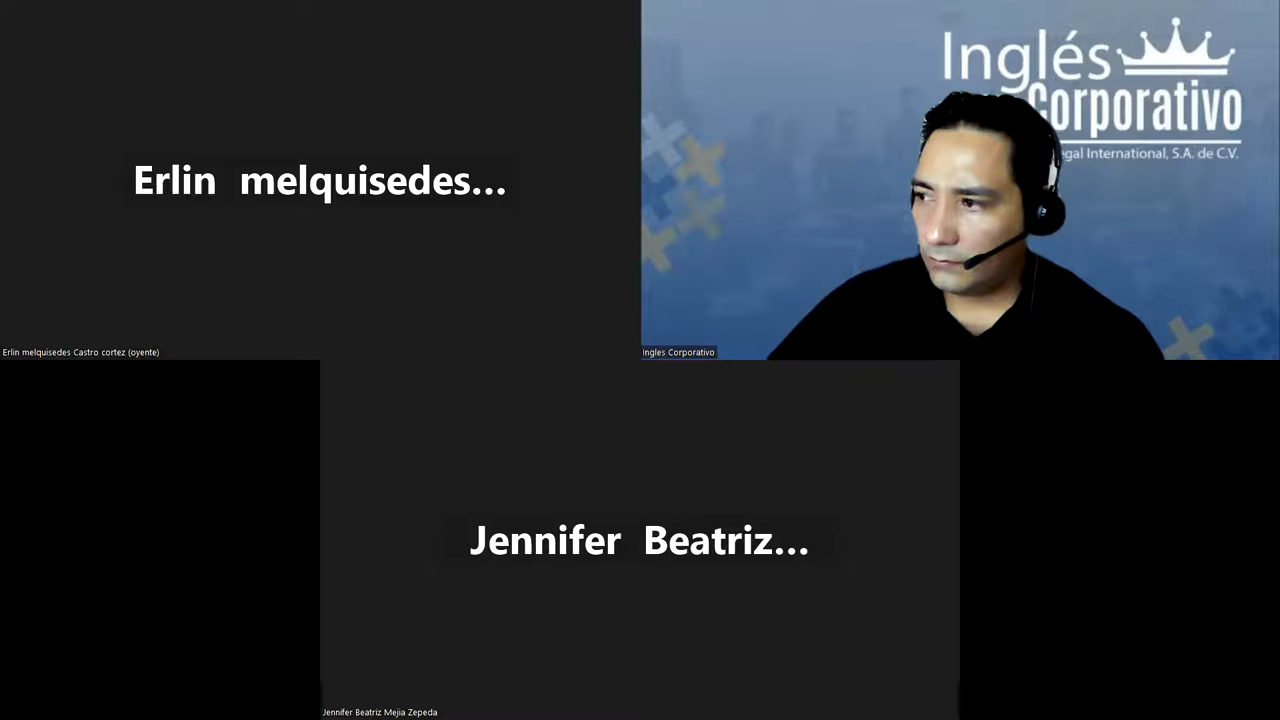 Erlin melquisedes...
Erlin melquisedes Castro cortez (oyente)
Inglés
Corporativo
egal International, S.A. de C.V.
Ingles Corporativo
Jennifer Beatriz...
Jennifer Beatriz Mejia Zepeda